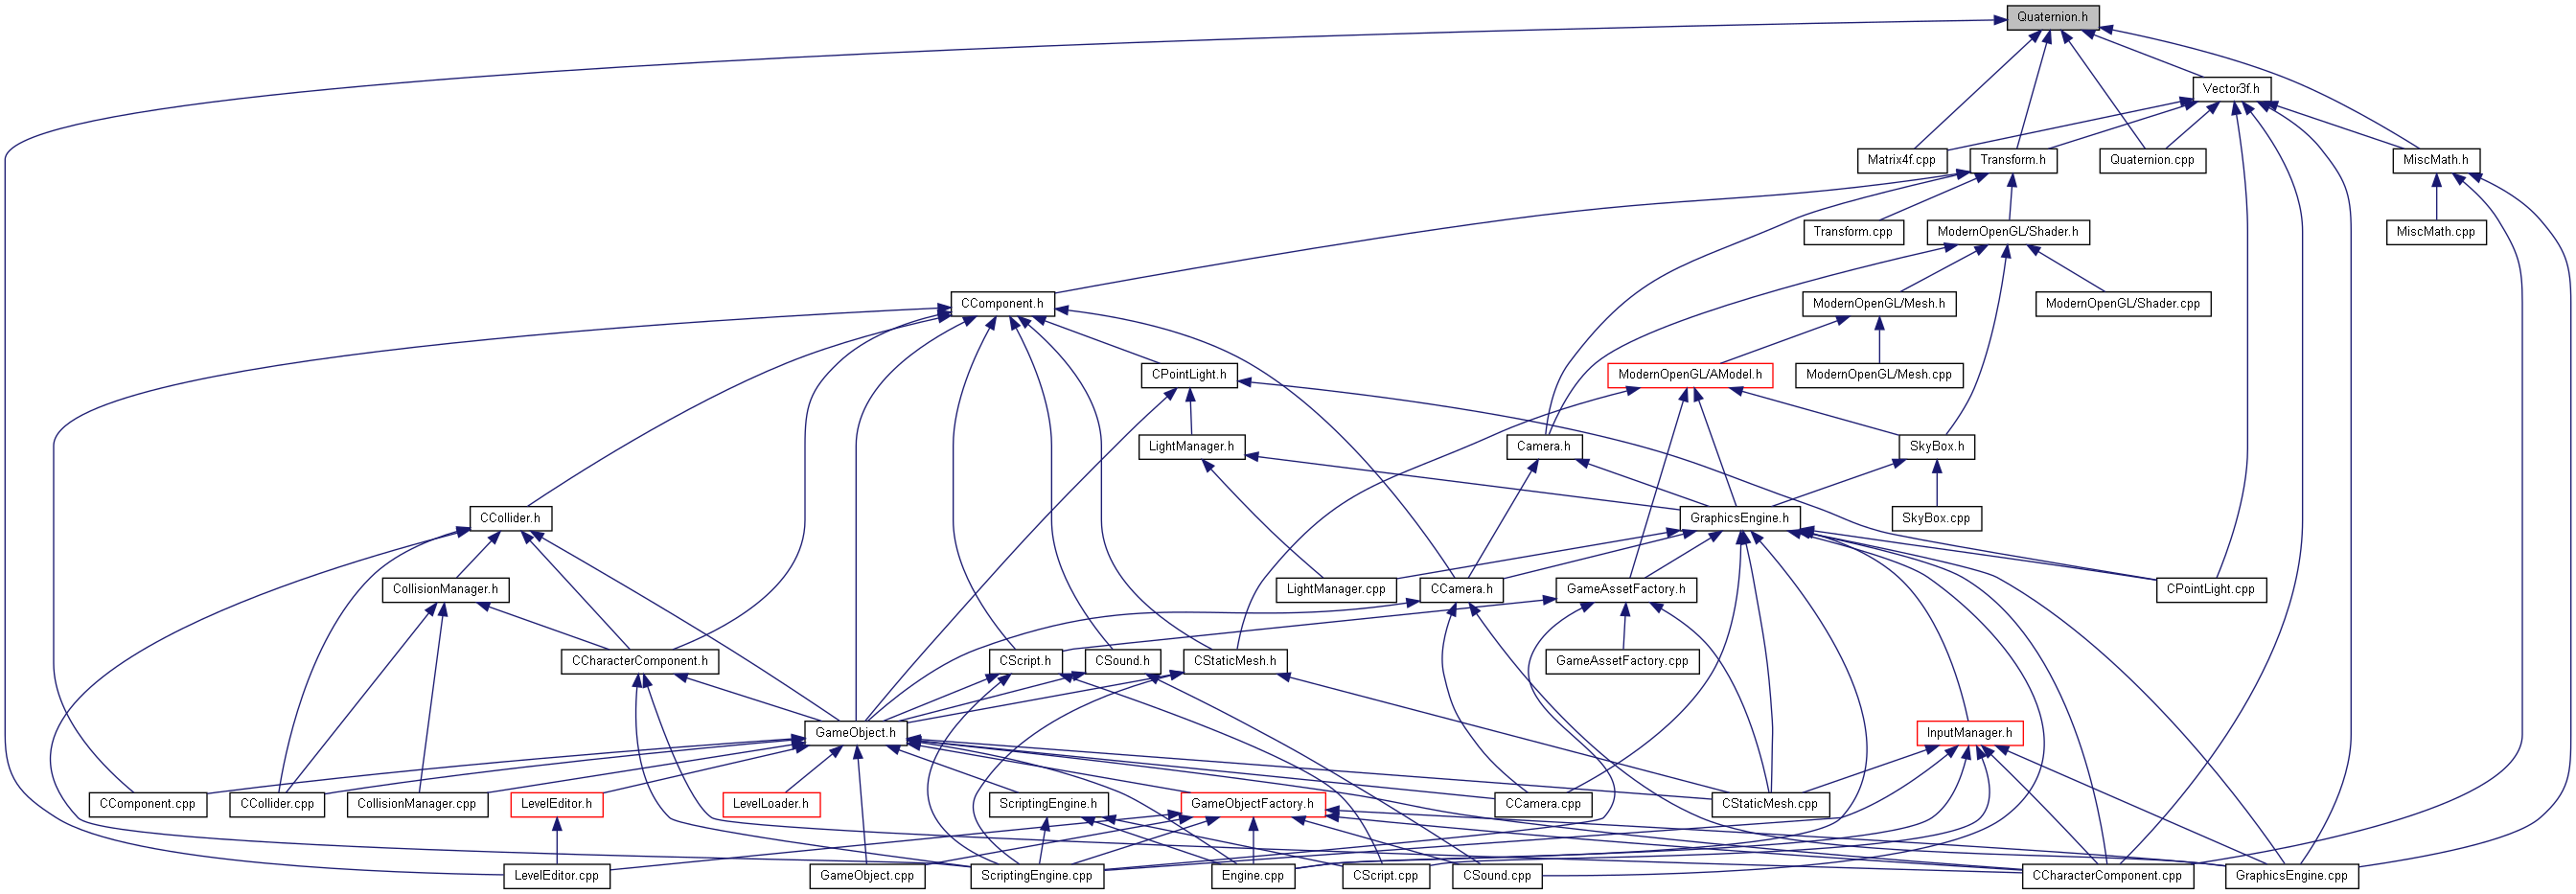 Quaternion.h
Vector3f.h
Matrix4f.cpp
Transform.h
Quaternion.cpp
MiscMath.h
Transform.cpp
ModernOpenGL/Shader.h
MiscMath.cpp
CComponent.h
ModernOpenGL/Mesh.h
ModernOpenGL/Shader.cpp
CPointLight.h
ModernOpenGL/AModel.h
ModernOpenGL/Mesh.cpp
LightManager.h
Camera.h
SkyBox.h
CCollider.h
GraphicsEngine.h
SkyBox.cpp
CollisionManager.h
LightManager.cpp
CCamera.h
GameAssetFactory.h
CPointLight.cpp
CCharacterComponent.h
CScript.h
CSound.h
CStaticMesh.h
GameAssetFactory.cpp
GameObject.h
InputManager.h
CComponent.cpp
CCollider.cpp
CollisionManager.cpp
LevelEditor.h
LevelLoader.h
ScriptingEngine.h
GameObjectFactory.h
CCamera.cpp
CStaticMesh.cpp
LevelEditor.cpp
GameObject.cpp
ScriptingEngine.cpp
Engine.cpp
CScript.cpp
CSound.cpp
CCharacterComponent.cpp
GraphicsEngine.cpp